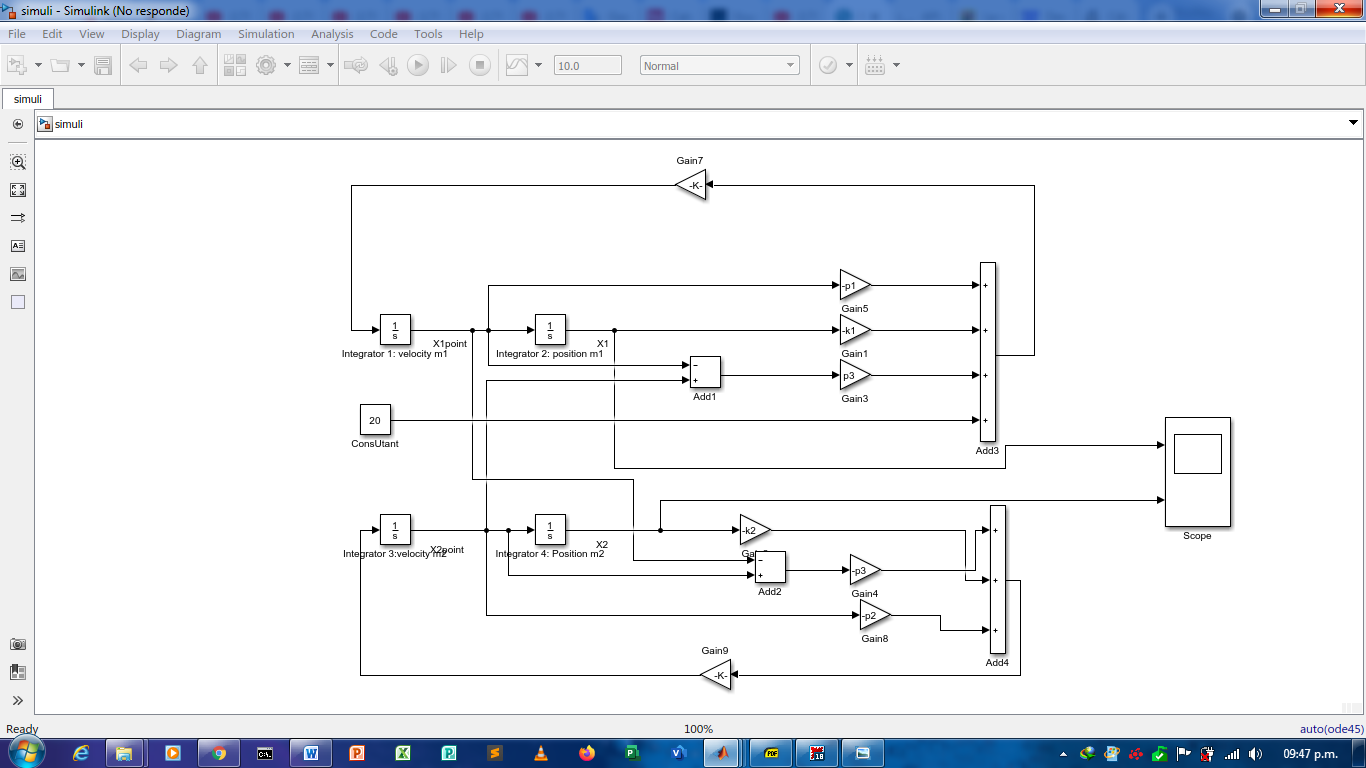 simuli - Simulink (No responde)
File Edit View Display Diagram Simulation Analysis Code Tools Help
10.0 Normal
simuli
simuli
Gain7
-K-
-p1
Gain5
1
s
X1point
Integrator 1: velocity m1
1
s
X1
Integrator 2: position m1
-k1
Gain1
Add1
p3
Gain3
20
ConsUtant
Add3
Scope
1
s
X2point
Integrator 3:velocity m2
1
s
X2
Integrator 4: Position m2
-k2
Add2
-p3
Gain4
-p2
Gain8
Add4
Gain9
-K-
Ready 100% auto(ode45)
09:47 p.m.